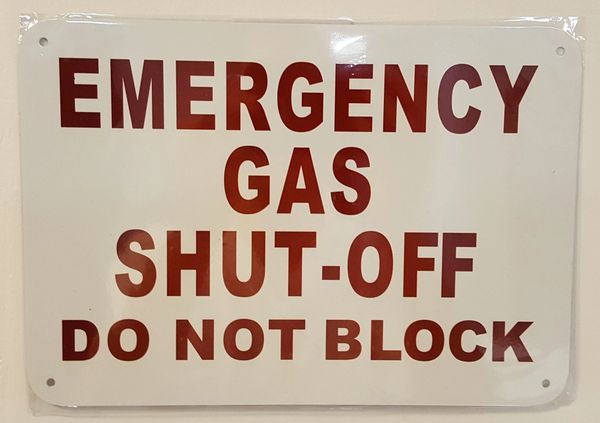 EMERGENCY
GAS
SHUT-OFF
DO NOT BLOCK